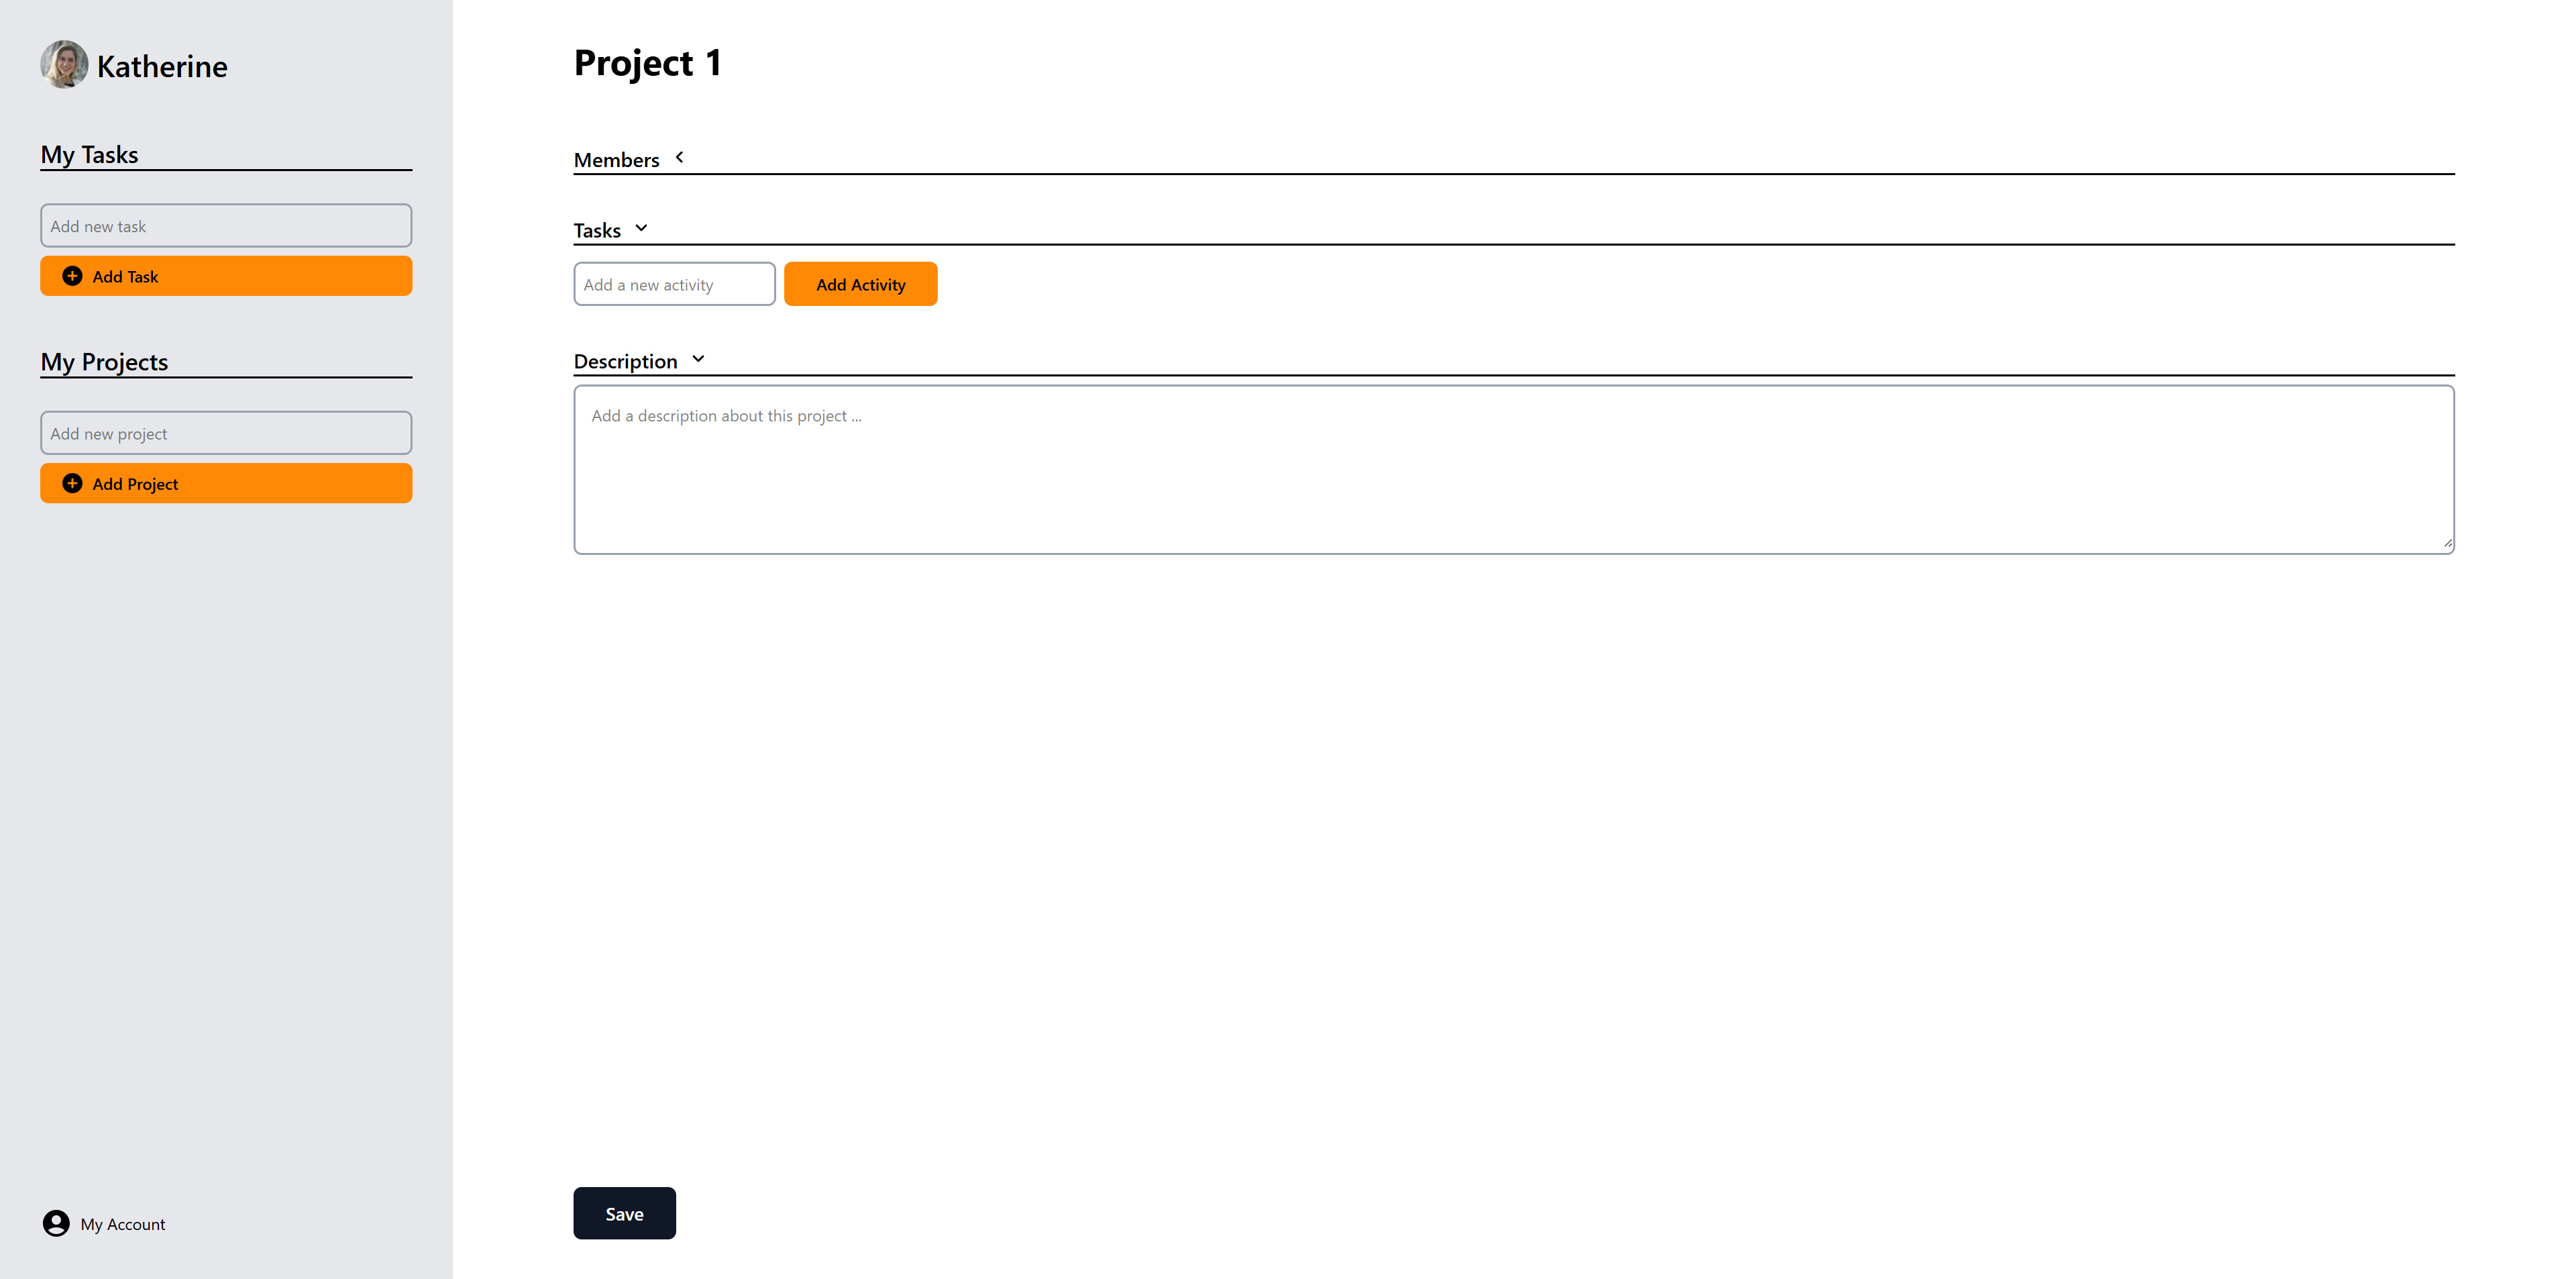 Katherine
My Tasks
Add new task
Add Task
My Projects
Add new project
Add Project
My Account
Project 1
Members
Tasks
Add a new activity
Add Activity
Description
Add a description about this project ...
Save